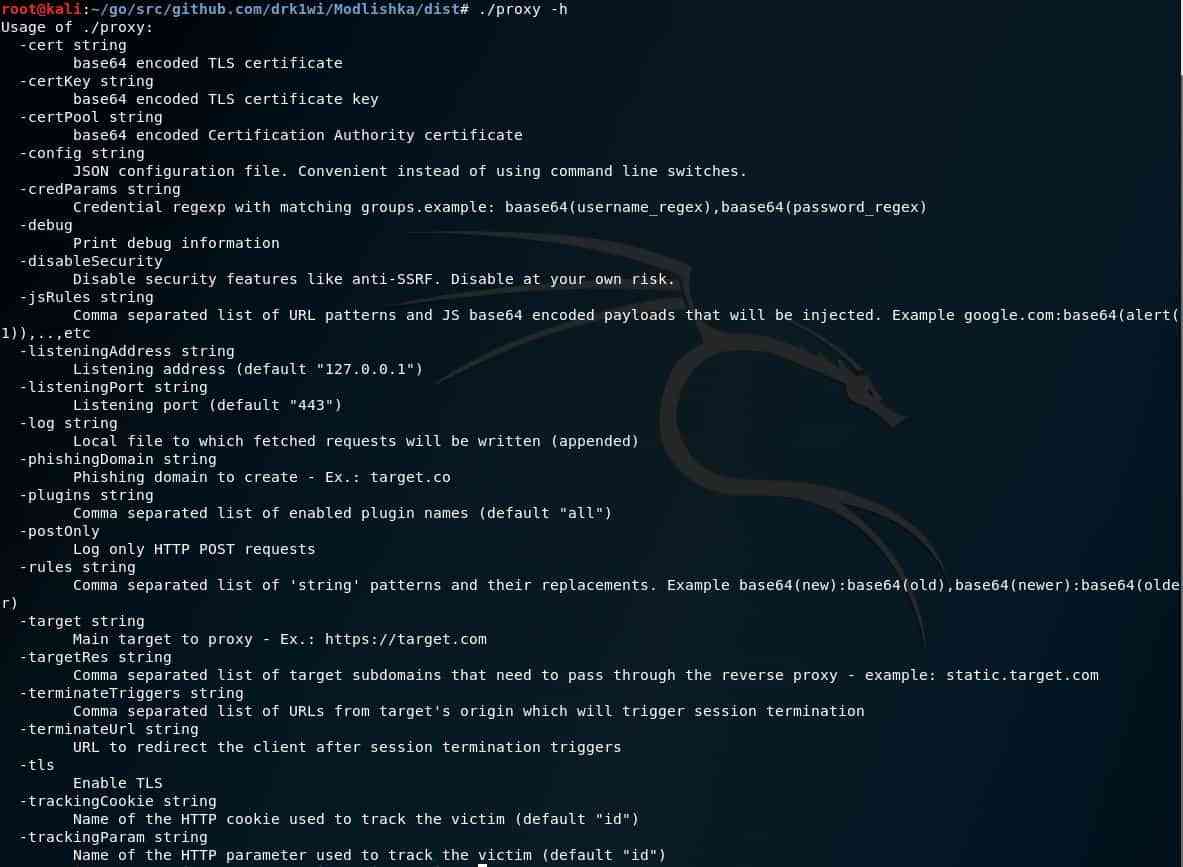 root@kali:~/go/src/github.com/drk1wi/Modlishka/dist# ./proxy -h
Usage of ./proxy:
  -cert string
        base64 encoded TLS certificate
  -certKey string
        base64 encoded TLS certificate key
  -certPool string
        base64 encoded Certification Authority certificate
  -config string
        JSON configuration file. Convenient instead of using command line switches.
  -credParams string
        Credential regexp with matching groups.example: baase64(username_regex),baase64(password_regex)
  -debug
        Print debug information
  -disableSecurity
        Disable security features like anti-SSRF. Disable at your own risk.
  -jsRules string
        Comma separated list of URL patterns and JS base64 encoded payloads that will be injected. Example google.com:base64(alert(
1)),..,etc
  -listeningAddress string
        Listening address (default "127.0.0.1")
  -listeningPort string
        Listening port (default "443")
  -log string
        Local file to which fetched requests will be written (appended)
  -phishingDomain string
        Phishing domain to create - Ex.: target.co
  -plugins string
        Comma separated list of enabled plugin names (default "all")
  -postOnly
        Log only HTTP POST requests
  -rules string
        Comma separated list of 'string' patterns and their replacements. Example base64(new):base64(old),base64(newer):base64(olde
r)
  -target string
        Main target to proxy - Ex.: https://target.com
  -targetRes string
        Comma separated list of target subdomains that need to pass through the reverse proxy - example: static.target.com
  -terminateTriggers string
        Comma separated list of URLs from target's origin which will trigger session termination
  -terminateUrl string
        URL to redirect the client after session termination triggers
  -tls
        Enable TLS
  -trackingCookie string
        Name of the HTTP cookie used to track the victim (default "id")
  -trackingParam string
        Name of the HTTP parameter used to track the victim (default "id")